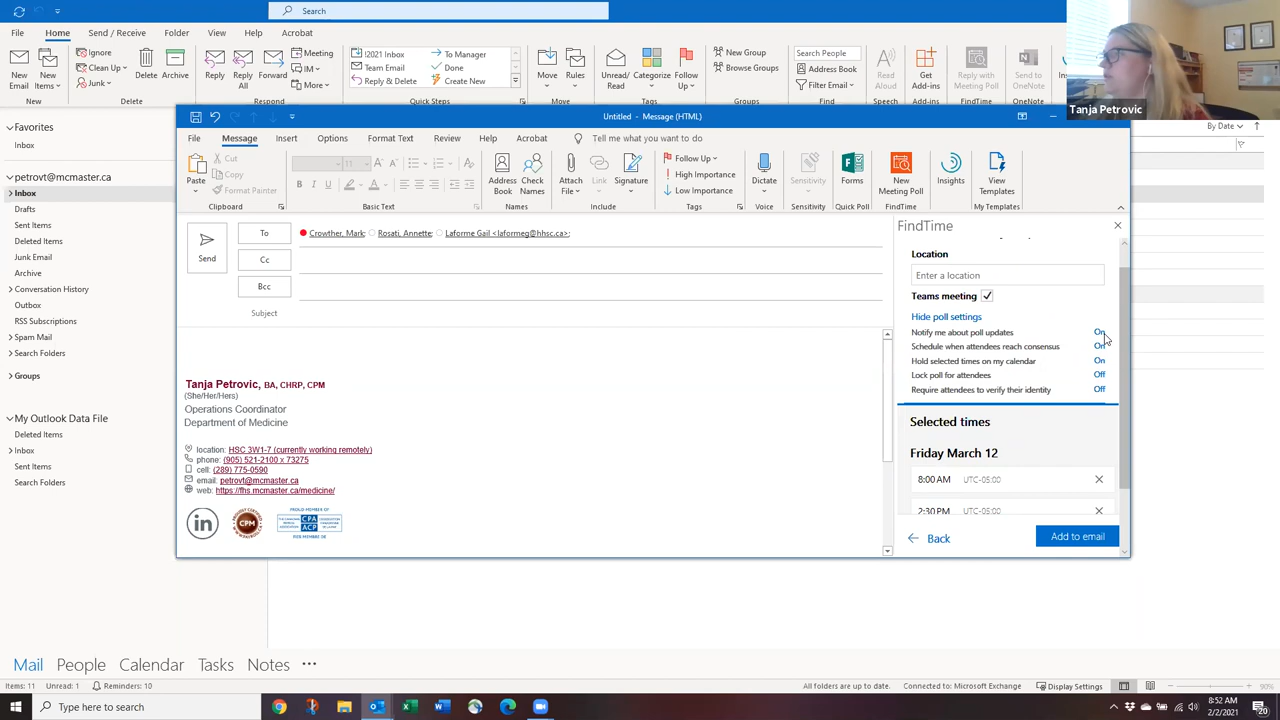 Search
File Home Send / Receive Folder View Help Acrobat
New Email
New Items
Ignore
Clean Up
Junk
Delete
Archive
Reply
Reply All
Forward
Meeting
IM
More
!2021 Inbox
Team Email
Reply & Delete
To Manager
Done
Create New
Move
Rules
Unread/ Read
Categorize
Follow Up
New Group
Browse Groups
Search People
Address Book
Filter Email
Read Aloud
Get Add-ins
Reply with Meeting Poll
Send to OneNote
New Delete Respond Quick Steps Move Tags Groups Find Speech Add-ins FindTime OneNote
Tanja Petrovic
By Date
Favorites
Inbox
petrovt@mcmaster.ca
Inbox
Drafts
Sent Items
Deleted Items
Junk Email
Archive
Conversation History
Outbox
RSS Subscriptions
Spam Mail
Search Folders
Groups
My Outlook Data File
Deleted Items
Inbox
Sent Items
Search Folders
Untitled - Message (HTML)
File Message Insert Options Format Text Review Help Acrobat Tell me what you want to do
Paste
Cut
Copy
Format Painter
11
Address Book
Check Names
Attach File
Link
Signature
Follow Up
High Importance
Low Importance
Dictate
Sensitivity
Forms
New Meeting Poll
Insights
View Templates
Clipboard Basic Text Names Include Tags Voice Sensitivity Quick Poll FindTime My Templates
Send
To Crowther, Mark; Rosati, Annette; Laforme Gail <laformeg@hhsc.ca>;
Cc
Bcc
Subject
Tanja Petrovic, BA, CHRP, CPM
(She/Her/Hers)
Operations Coordinator
Department of Medicine
location: HSC 3W1-7 (currently working remotely)
phone: (905) 521-2100 x 73275
cell: (289) 775-0590
email: petrovt@mcmaster.ca
web: https://fhs.mcmaster.ca/medicine/
in
CPM
PROUD MEMBER OF
CPA
ACP
FindTime
Location
Enter a location
Teams meeting
Hide poll settings
Notify me about poll updates On
Schedule when attendees reach consensus On
Hold selected times on my calendar On
Lock poll for attendees Off
Require attendees to verify their identity Off
Selected times
Friday March 12
8:00 AM UTC-05:00
2:30 PM UTC-05:00
Back
Add to email
Mail People Calendar Tasks Notes
Items: 11 Unread: 1 Reminders: 10 All folders are up to date. Connected to: Microsoft Exchange Display Settings 90%
Type here to search
8:52 AM
2/2/2021
20